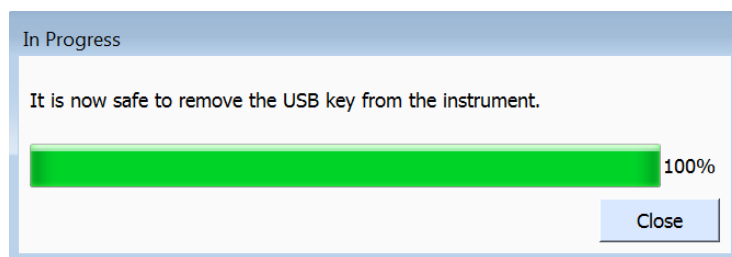 In Progress
It is now safe to remove the USB key from the instrument.
100%
Close